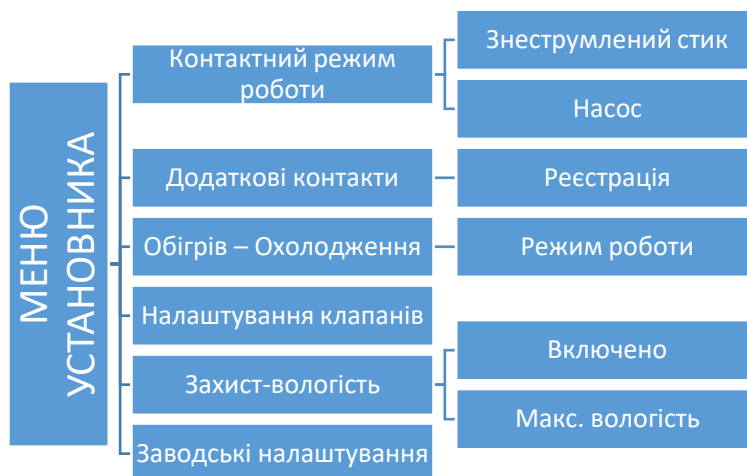 МЕНЮ
УСТАНОВНИКА
Контактний режим
роботи
Знеструмлений стик
Насос
Додаткові контакти
Реєстрація
Обігрів – Охолодження
Режим роботи
Налаштування клапанів
Захист-вологість
Включено
Макс. вологість
Заводські налаштування